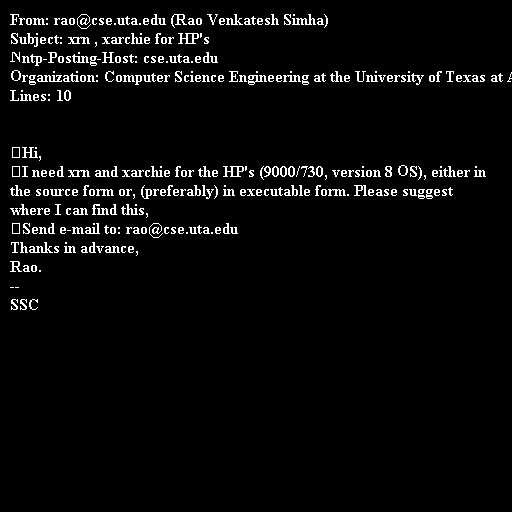 From: rao@cse.uta.edu (Rao Venkatesh Simha)
Subject: xrn , xarchie for HP's
Nntp-Posting-Host: cse.uta.edu
Organization: Computer Science Engineering at the University of Texas at
Lines: 10
Hi,
I need xrn and xarchie for the HP's (9000/730, version 8 OS), either in
the source form or, (preferably) in executable form. Please suggest
where I can find this,
Send e-mail to: rao@cse.uta.edu
Thanks in advance,
Rao.
--
SSC